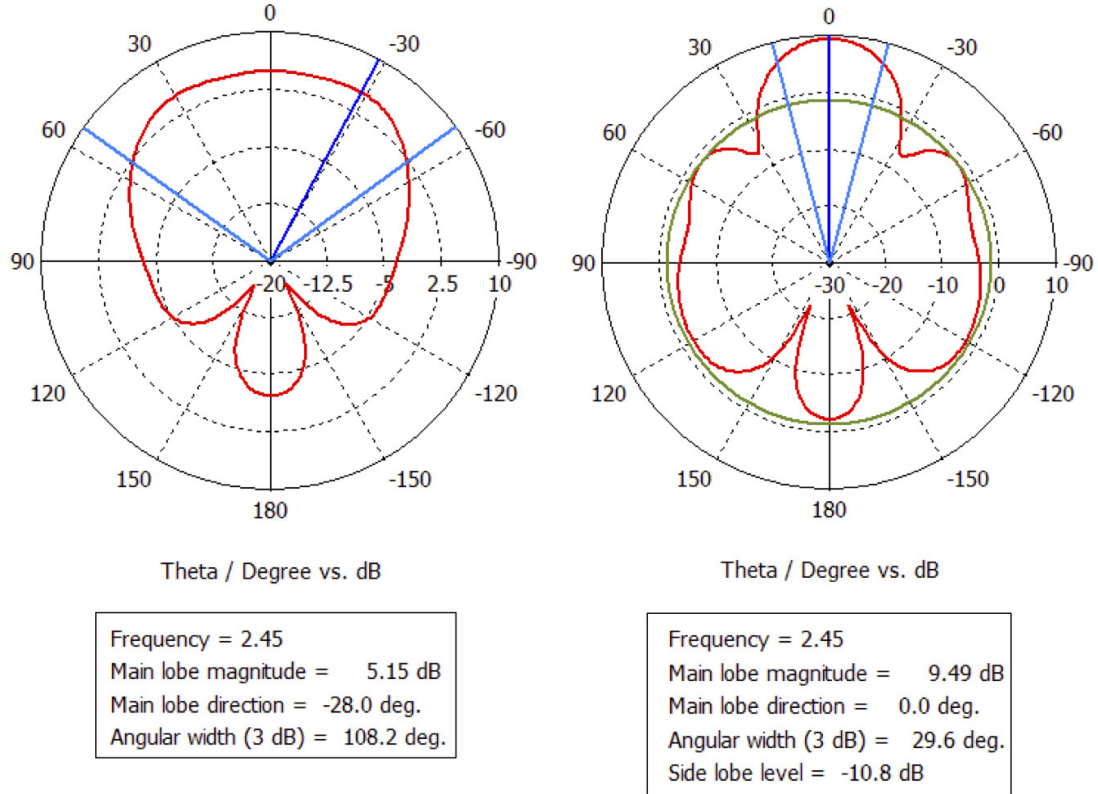 0
30
-30
60
-60
90
-20 -12.5 -5 2.5 10
-90
120
-120
150
-150
180
Theta / Degree vs. dB
Frequency = 2.45
Main lobe magnitude = 5.15 dB
Main lobe direction = -28.0 deg.
Angular width (3 dB) = 108.2 deg.
0
30
-30
60
-60
90
-30 -20 -10 0 10
-90
120
-120
150
-150
180
Theta / Degree vs. dB
Frequency = 2.45
Main lobe magnitude = 9.49 dB
Main lobe direction = 0.0 deg.
Angular width (3 dB) = 29.6 deg.
Side lobe level = -10.8 dB